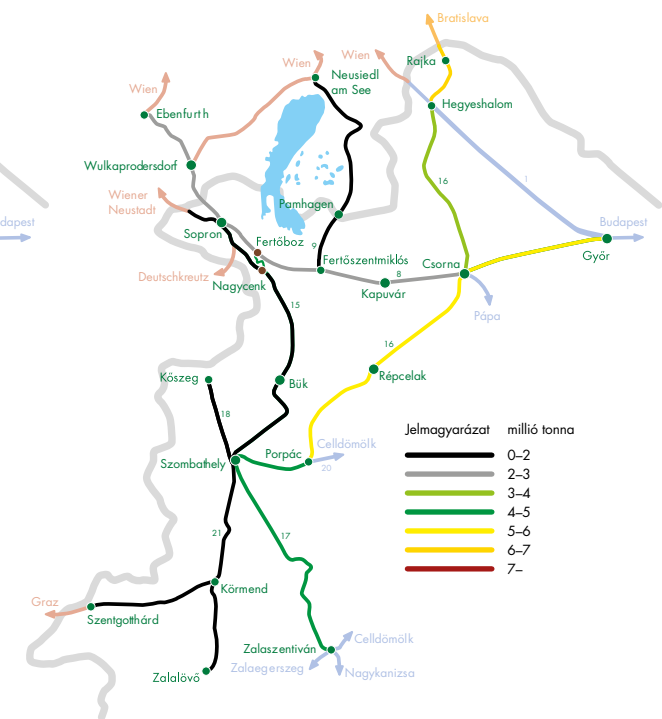 Bratislava
Wien
Wien
Rajka
Neusiedl
am See
Wien
Hegyeshalom
Ebenfurth
Wulkaprodersdorf
1
16
Wiener
Neustadt
Pamhagen
dapest
Budapest
Sopron
Fertőboz
9
Győr
Fertőszentmiklós
Csorna
Deutschkreutz
8
Nagycenk
Kapuvár
15
Pápa
16
Kőszeg
Bük
Répcelak
18
Jelmagyarázat millió tonna
Celldömölk
Porpác
0–2
Szombathely
20
2–3
3–4
4–5
21
17
5–6
6–7
7–
Körmend
Graz
Szentgotthárd
Celldömölk
Zalaszentiván
Zalaegerszeg
Nagykanizsa
Zalalövő